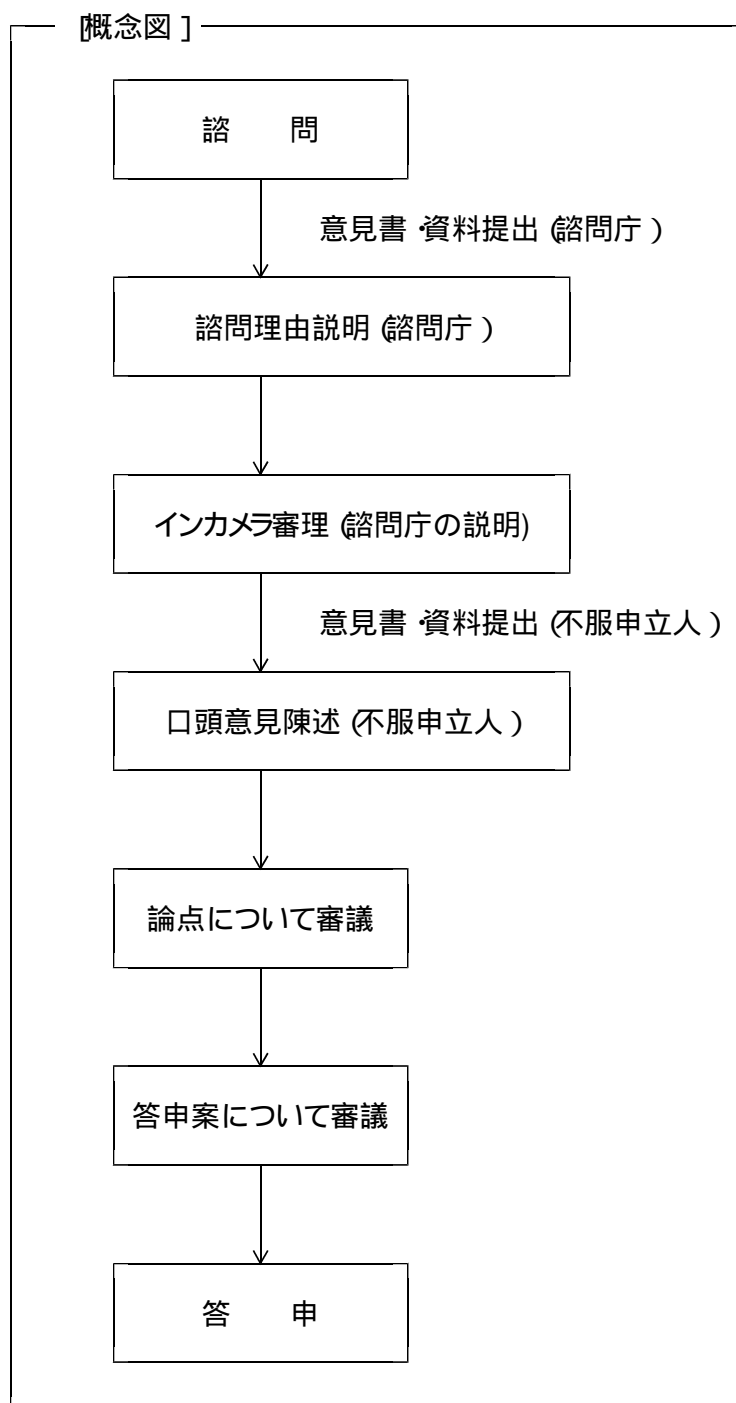 [概念図]
諮　問
意見書・資料提出(諮問庁)
諮問理由説明(諮問庁)
インカメラ審理(諮問庁の説明)
意見書・資料提出(不服申立人)
口頭意見陳述(不服申立人)
論点について審議
答申案について審議
答　申